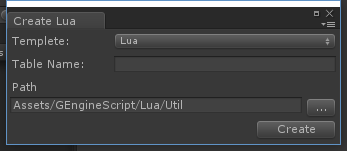 Create Lua
Templete: Lua
Table Name:
Path
Assets/GEngineScript/Lua/Util ...
Create